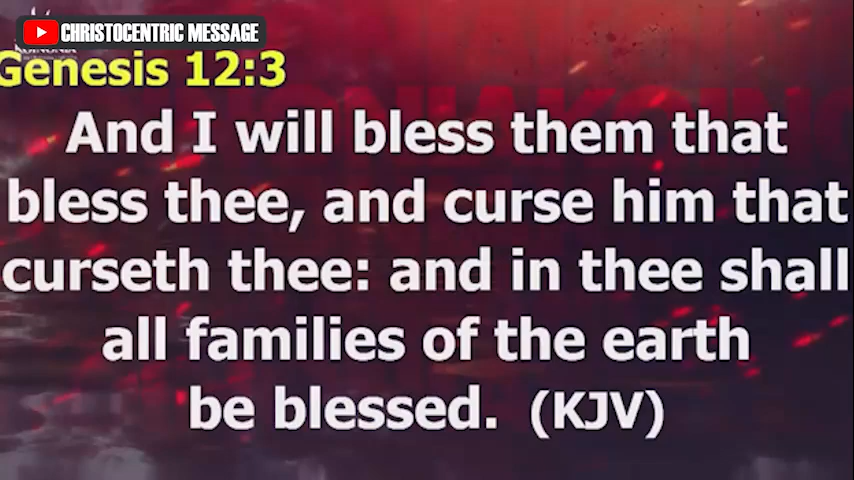 CHRISTOCENTRIC MESSAGE
KOINONIA
Genesis 12:3
And I will bless them that
bless thee, and curse him that
curseth thee: and in thee shall
all families of the earth
be blessed. (KJV)